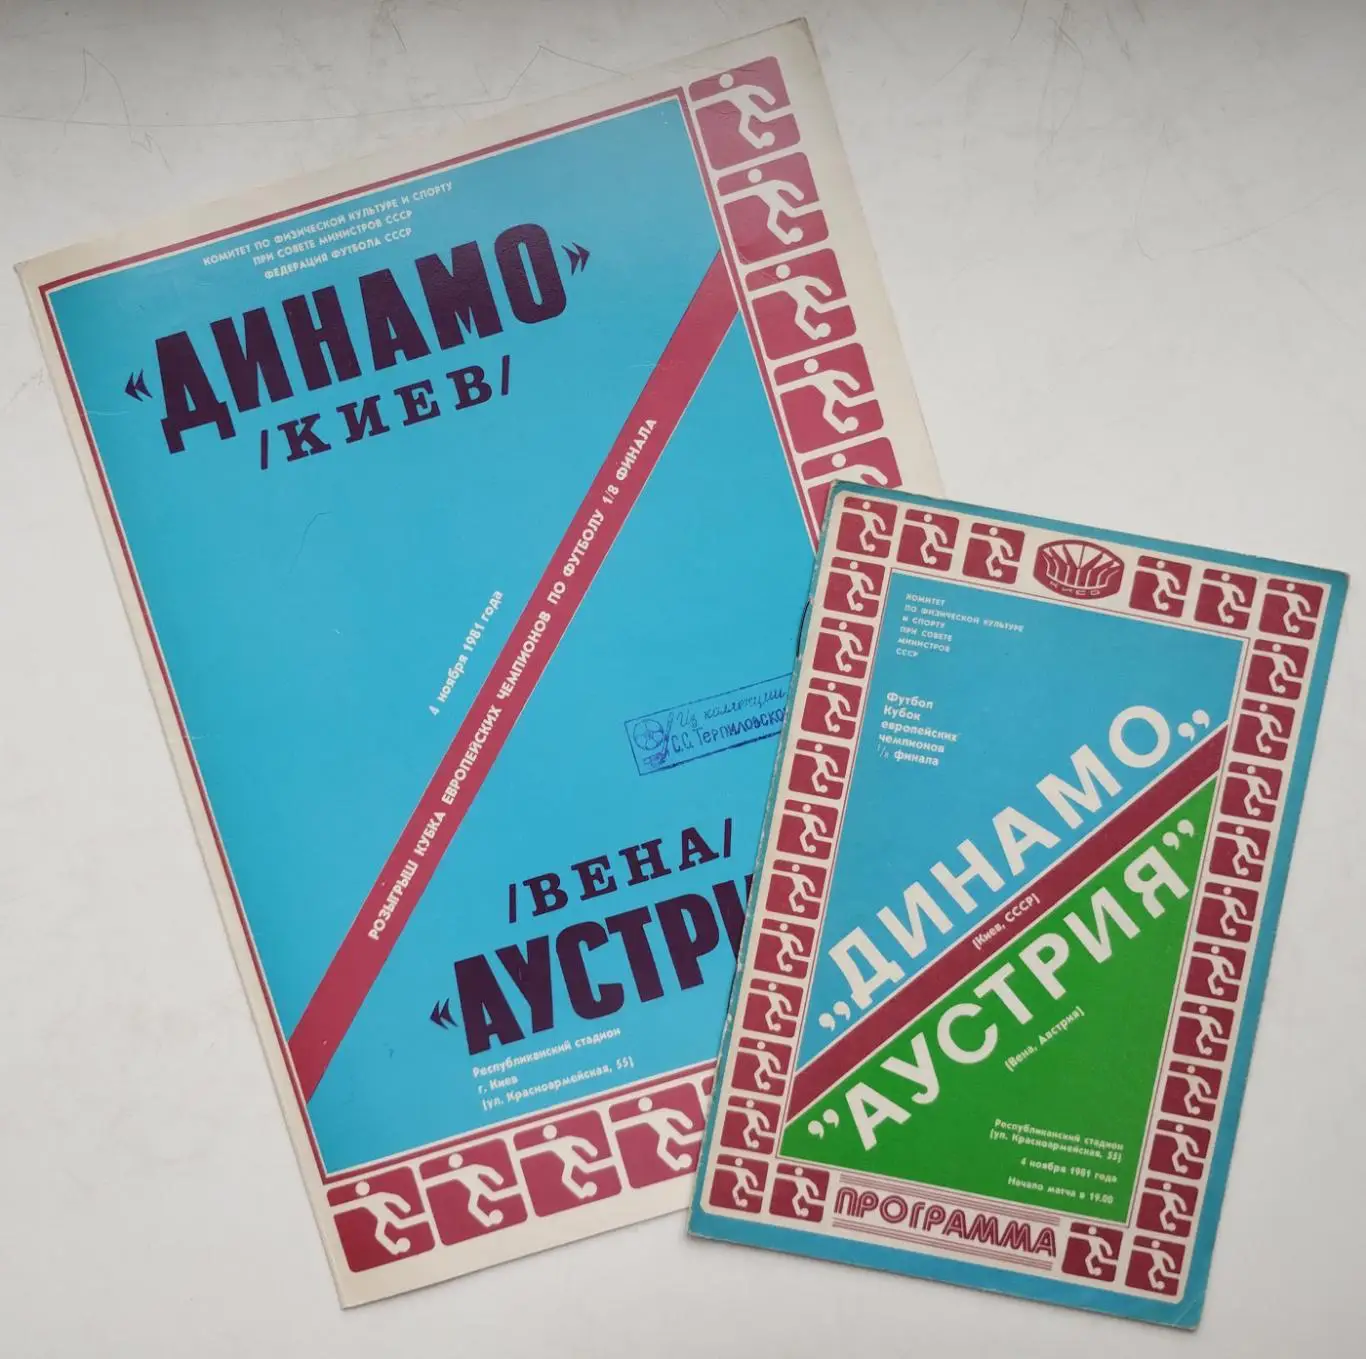 КОМИТЕТ ПО ФИЗИЧЕСКОЙ КУЛЬТУРЕ И СПОРТУ
ПРИ СОВЕТЕ МИНИСТРОВ СССР
ФЕДЕРАЦИЯ ФУТБОЛА СССР
«ДИНАМО»
/КИЕВ/
4 ноября 1981 года
РОЗЫГРЫШ КУБКА ЕВРОПЕЙСКИХ ЧЕМПИОНОВ ПО ФУТБОЛУ 1/8 ФИНАЛА
Из коллекции
С.С. Терпиловско
/ВЕНА/
«АУСТРИ
Республиканский стадион
г. Киев
(ул. Красноармейская, 55)
КИЕВ
КОМИТЕТ
ПО ФИЗИЧЕСКОЙ КУЛЬТУРЕ
И СПОРТУ
ПРИ СОВЕТЕ
МИНИСТРОВ
СССР
Футбол
Кубок
европейских
чемпионов
1/8 финала
„ДИНАМО„
(Киев, СССР)
”АУСТРИЯ”
(Вена, Австрия)
Республиканский стадион
(ул. Красноармейская, 55)
4 ноября 1981 года
Начало матча в 19.00
ПРОГРАММА